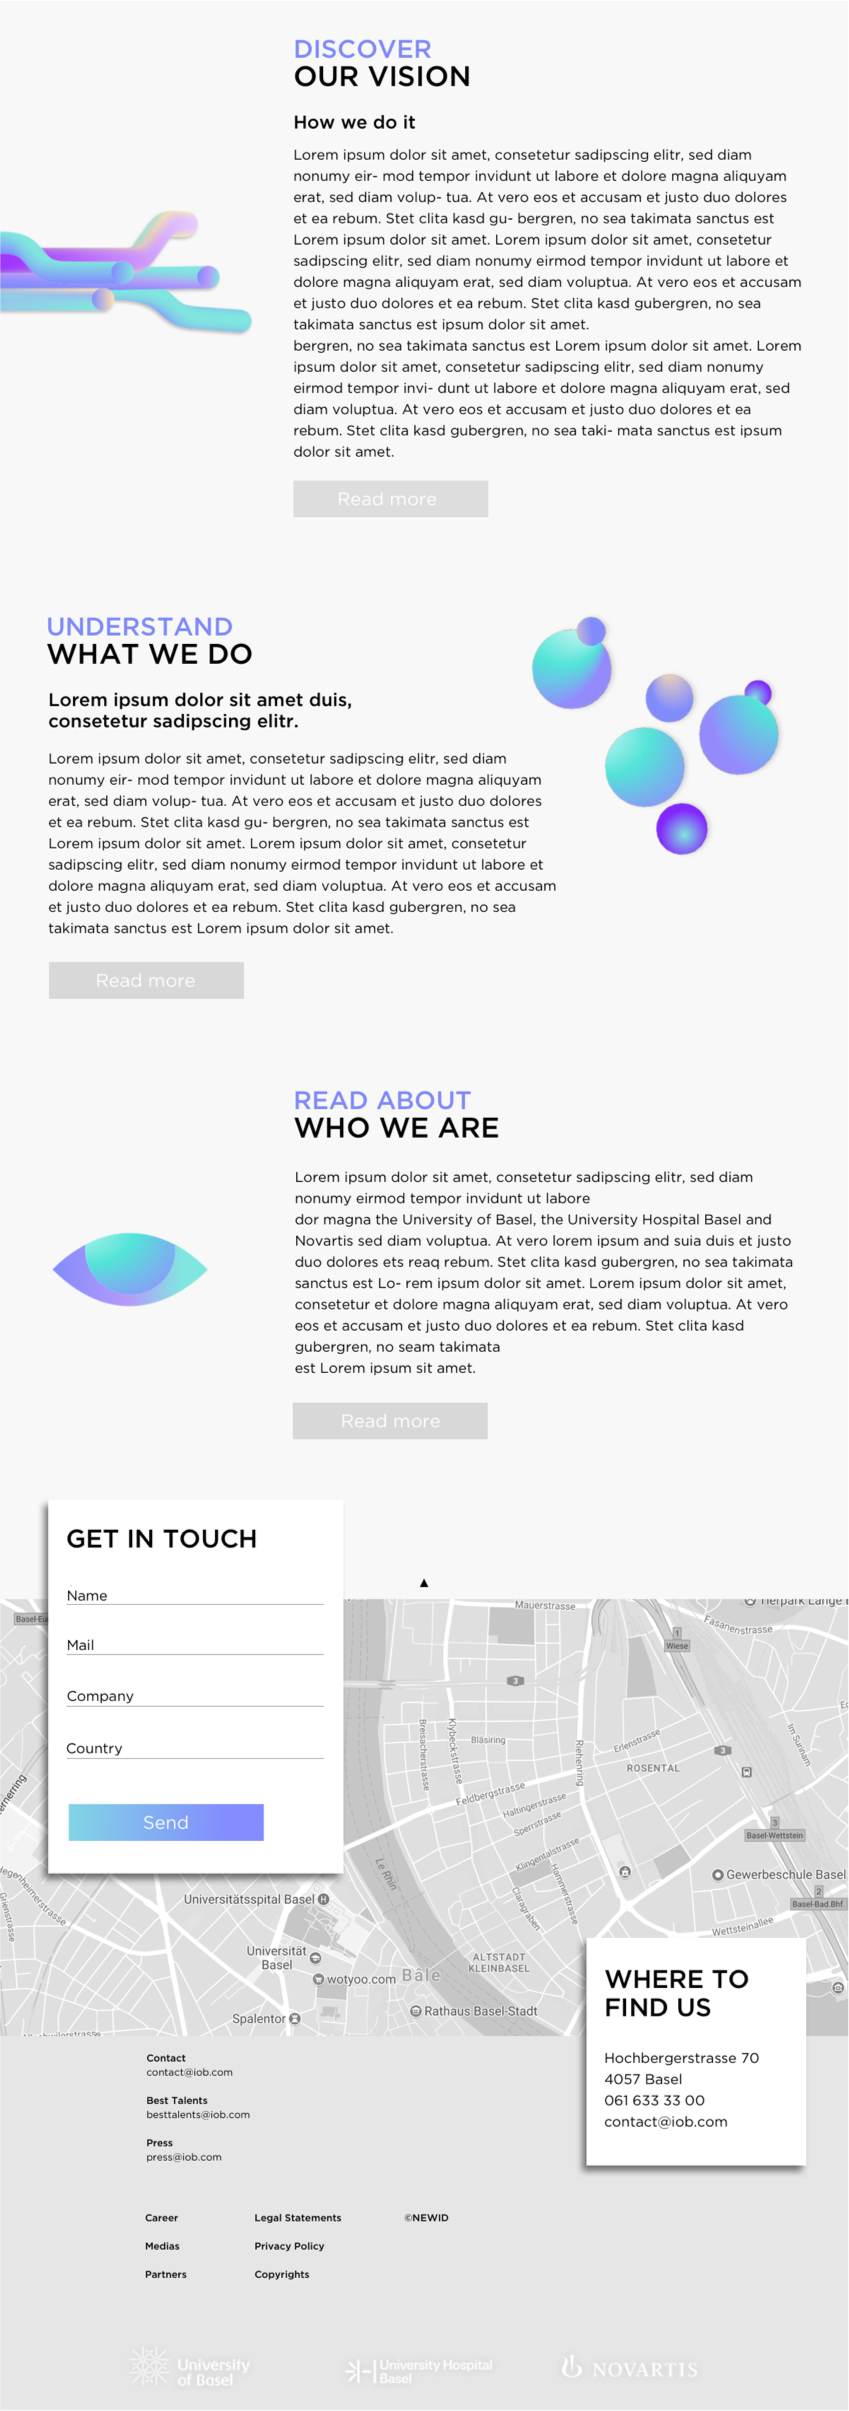 DISCOVER
OUR VISION
How we do it
Lorem ipsum dolor sit amet, consetetur sadipscing elitr, sed diam
nonumy eir- mod tempor invidunt ut labore et dolore magna aliquyam
erat, sed diam volup- tua. At vero eos et accusam et justo duo dolores
et ea rebum. Stet clita kasd gu- bergren, no sea takimata sanctus est
Lorem ipsum dolor sit amet. Lorem ipsum dolor sit amet, consetetur
sadipscing elitr, sed diam nonumy eirmod tempor invidunt ut labore et
dolore magna aliquyam erat, sed diam voluptua. At vero eos et accusam
et justo duo dolores et ea rebum. Stet clita kasd gubergren, no sea
takimata sanctus est ipsum dolor sit amet.
bergren, no sea takimata sanctus est Lorem ipsum dolor sit amet. Lorem
ipsum dolor sit amet, consetetur sadipscing elitr, sed diam nonumy
eirmod tempor invi- dunt ut labore et dolore magna aliquyam erat, sed
diam voluptua. At vero eos et accusam et justo duo dolores et ea
rebum. Stet clita kasd gubergren, no sea taki- mata sanctus est ipsum
dolor sit amet.
Read more
UNDERSTAND
WHAT WE DO
Lorem ipsum dolor sit amet duis,
consetetur sadipscing elitr.
Lorem ipsum dolor sit amet, consetetur sadipscing elitr, sed diam
nonumy eir- mod tempor invidunt ut labore et dolore magna aliquyam
erat, sed diam volup- tua. At vero eos et accusam et justo duo dolores
et ea rebum. Stet clita kasd gu- bergren, no sea takimata sanctus est
Lorem ipsum dolor sit amet. Lorem ipsum dolor sit amet, consetetur
sadipscing elitr, sed diam nonumy eirmod tempor invidunt ut labore et
dolore magna aliquyam erat, sed diam voluptua. At vero eos et accusam
et justo duo dolores et ea rebum. Stet clita kasd gubergren, no sea
takimata sanctus est Lorem ipsum dolor sit amet.
Read more
READ ABOUT
WHO WE ARE
Lorem ipsum dolor sit amet, consetetur sadipscing elitr, sed diam
nonumy eirmod tempor invidunt ut labore
dor magna the University of Basel, the University Hospital Basel and
Novartis sed diam voluptua. At vero lorem ipsum and suia duis et justo
duo dolores ets reaq rebum. Stet clita kasd gubergren, no sea takimata
sanctus est Lo- rem ipsum dolor sit amet. Lorem ipsum dolor sit amet,
consetetur et dolore magna aliquyam erat, sed diam voluptua. At vero
eos et accusam et justo duo dolores et ea rebum. Stet clita kasd
gubergren, no seam takimata
est Lorem ipsum sit amet.
Read more
GET IN TOUCH
Name
Mail
Company
Country
Send
Mauerstrasse
Fasanenstrasse
1
Wiese
3
Bläsiring
Breisacherstrasse
Klybeckstrasse
Riehenring
Erlenstrasse
3
Im Surinam
ROSENTAL
Feldbergstrasse
Haltingerstrasse
Sperrstrasse
3
Basel-Wettstein
Klingentalstrasse
Hammerstrasse
Claragraben
Le Rhin
Gewerbeschule Basel
2
Basel-Bad.Bhf.
Wettsteinallee
Universitätsspital Basel
Universität
Basel
wotyoo.com
Bâle
ALTSTADT
KLEINBASEL
Spalentor
Rathaus Basel-Stadt
WHERE TO
FIND US
Hochbergerstrasse 70
4057 Basel
061 633 33 00
contact@iob.com
Contact
contact@iob.com
Best Talents
besttalents@iob.com
Press
press@iob.com
Career
Legal Statements
©NEWID
Medias
Privacy Policy
Partners
Copyrights
University
of Basel
University Hospital
Basel
NOVARTIS